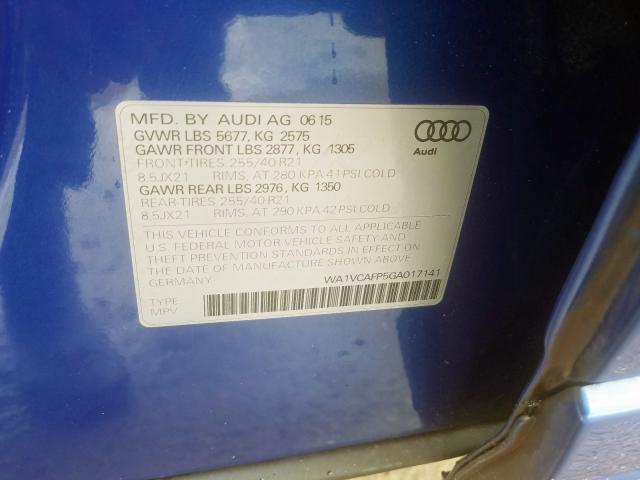 MFD. BY AUDI AG 06 15
GVWR LBS 5677, KG 2575
GAWR FRONT LBS 2877, KG 1305
FRONT-TIRES 255/40 R21
8.5JX21 RIMS, AT 280 KPA 41 PSI COLD
GAWR REAR LBS 2976, KG 1350
REAR-TIRES 255/40 R21
8.5JX21 RIMS, AT 290 KPA 42 PSI COLD
Audi
THIS VEHICLE CONFORMS TO ALL APPLICABLE
U.S. FEDERAL MOTOR VEHICLE SAFETY AND
THEFT PREVENTION STANDARDS IN EFFECT ON
THE DATE OF MANUFACTURE SHOWN ABOVE
GERMANY WA1VCAFP5GA017141
TYPE
MPV